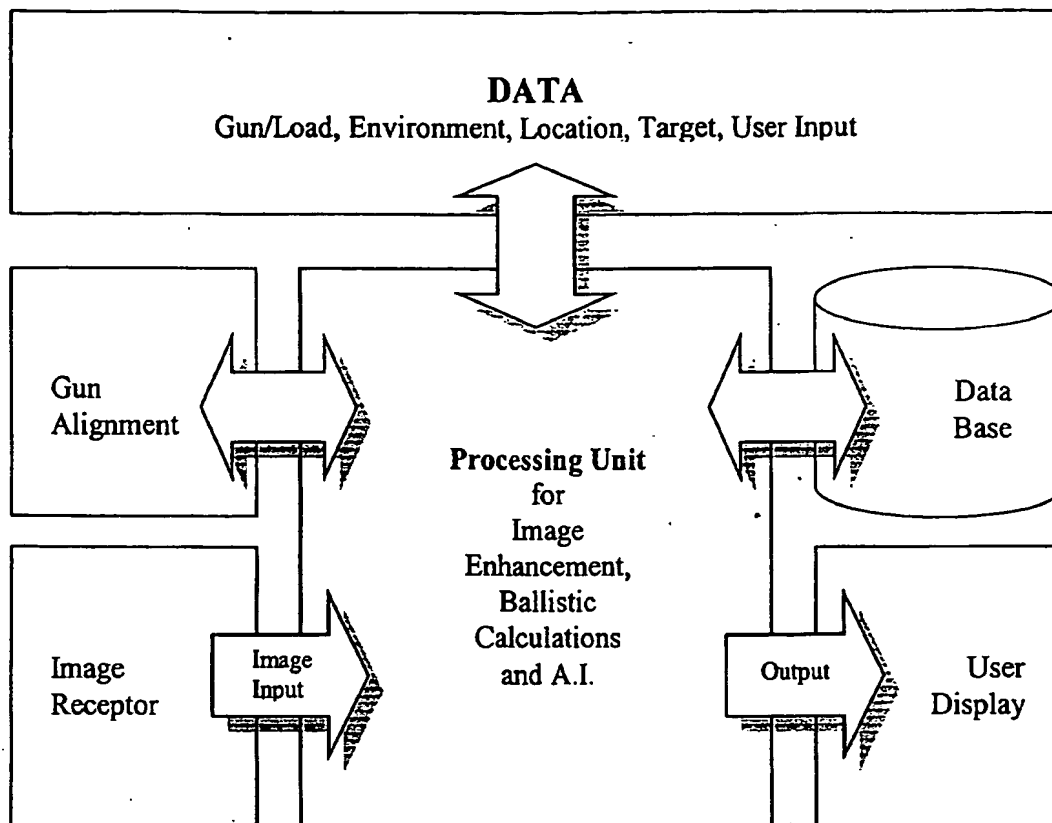 DATA
Gun/Load, Environment, Location, Target, User Input
Gun
Alignment
Processing Unit
for
Image
Enhancement,
Ballistic
Calculations
and A.I.
Data
Base
Image
Receptor
Image
Input
Output
User
Display